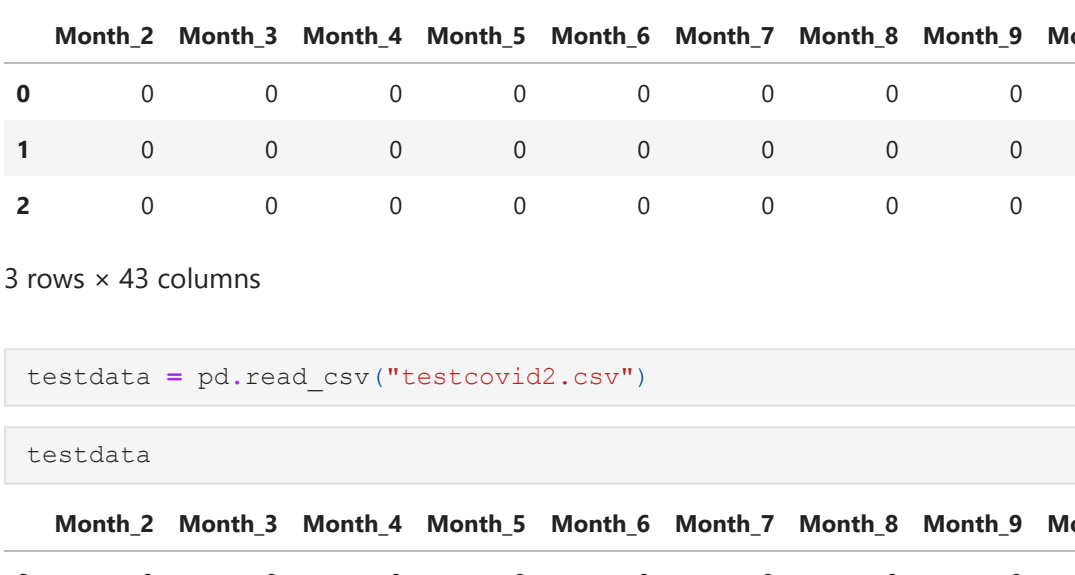 Month_2 Month_3 Month_4 Month_5 Month_6 Month_7 Month_8 Month_9
0 0 0 0 0 0 0 0 0
1 0 0 0 0 0 0 0 0
2 0 0 0 0 0 0 0 0
3 rows × 43 columns
testdata = pd.read_csv("testcovid2.csv")
testdata
Month_2 Month_3 Month_4 Month_5 Month_6 Month_7 Month_8 Month_9